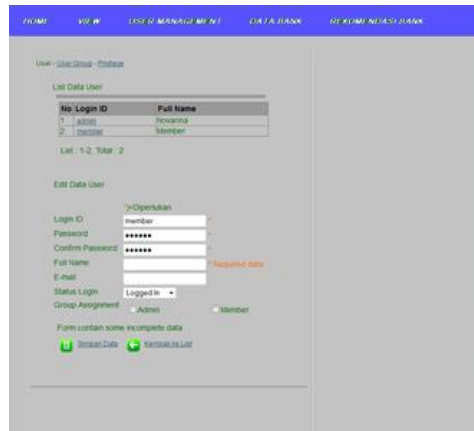 HOME VIEW USER MANAGEMENT DATA BANK REKOMENDASI BANK
User - User Group - Privilege
List Data User
No Login ID Full Name
1 admin Novarina
2 member Member
List : 1-2, Total : 2
Edit Data User
*)=Diperlukan
Login ID member *
Password ●●●●●● *
Confirm Password ●●●●●● *
Full Name * Required data
E-mail
Status Login Logged In
Group Assignment Admin Member
Form contain some incomplete data
Simpan Data Kembali ke List